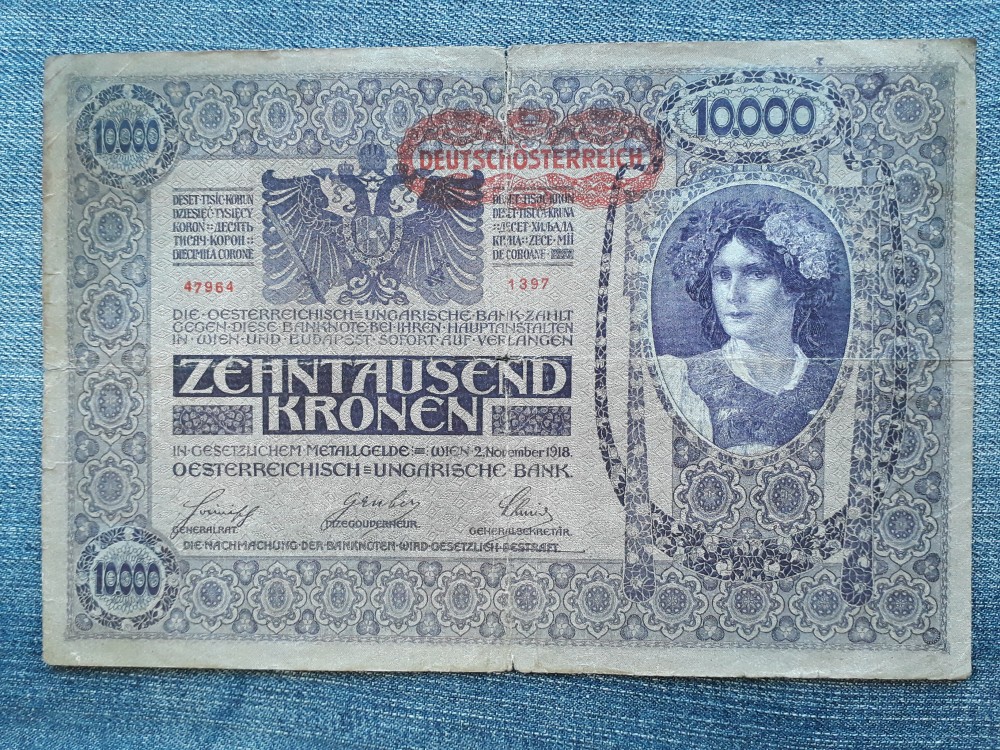 10.000
10.000
DEUTSCHÖSTERREICH
DESET·TISÍC·KORUN
DZIESIĘĆ·TYSIĘCY
KORON :: ДЕСЯТЬ
ТИСЯЧ·КОРОН ::
DIECIMILA CORONE
DESET·TISOČ·KRON
DESET·TISUĆA·KRUNA
::ДЕСЕТ·ХИЉАДА
КРУНА::ZECE·MII
DE COROANE
47964
1397
DIE·OESTERREICHISCH=UNGARISCHE·BANK·ZAHLT
GEGEN·DIESE BANKNOTE·BEI IHREN·HAUPTANSTALTEN
IN·WIEN·UND·BUDAPEST·SOFORT·AUF·VERLANGEN
ZEHNTAUSEND
KRONEN
IN GESETZLICHEM METALLGELDE = :WIEN 2.November 1918.
OESTERREICHISCH=UNGARISCHE BANK.
Gruber
GENERALRAT
VIZEGOUVERNEUR
GENERALSEKRETÄR
DIE·NACHMACHUNG·DER·BANKNOTEN·WIRD·GESETZLICH·BESTRAFT
10.000